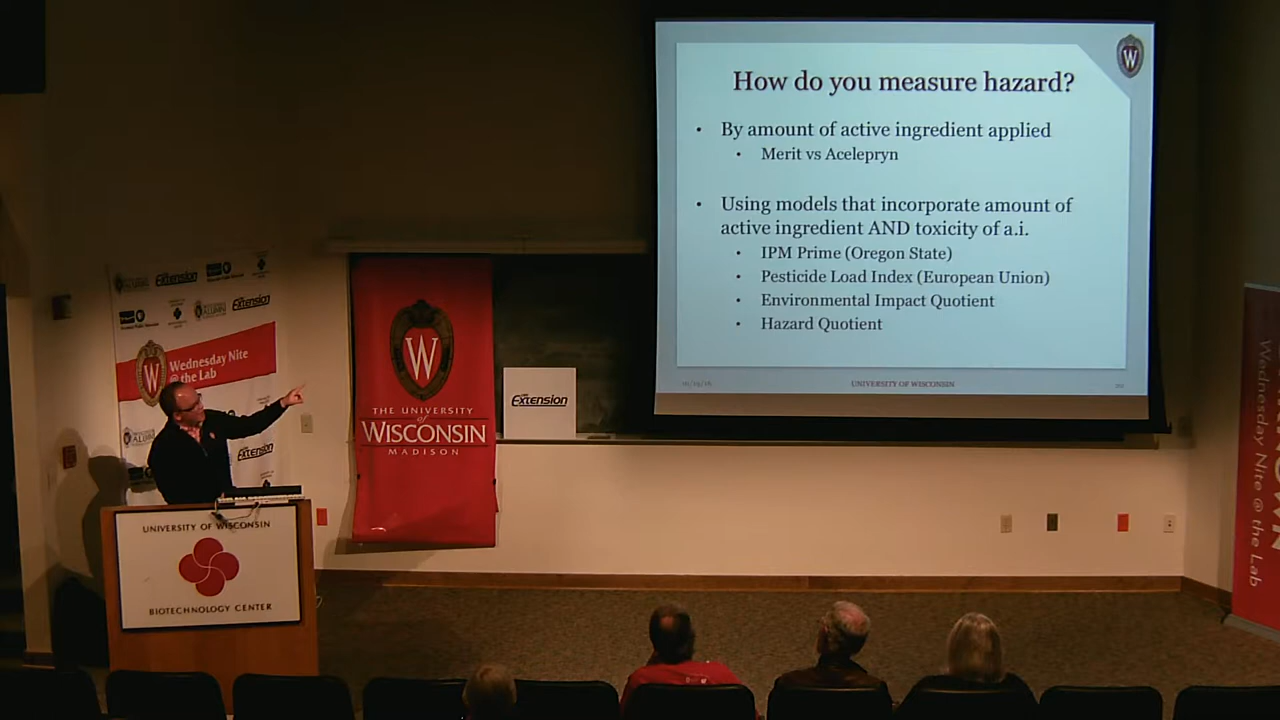 How do you measure hazard?
• By amount of active ingredient applied
• Merit vs Acelepryn
• Using models that incorporate amount of
active ingredient AND toxicity of a.i.
• IPM Prime (Oregon State)
• Pesticide Load Index (European Union)
• Environmental Impact Quotient
• Hazard Quotient
UNIVERSITY OF WISCONSIN
W
Extension
Extension
Wednesday Nite
@ the Lab
W
Extension
W
THE UNIVERSITY
of
WISCONSIN
MADISON
Extension
UNIVERSITY OF WISCONSIN
BIOTECHNOLOGY CENTER
Wednesday Nite @ the Lab